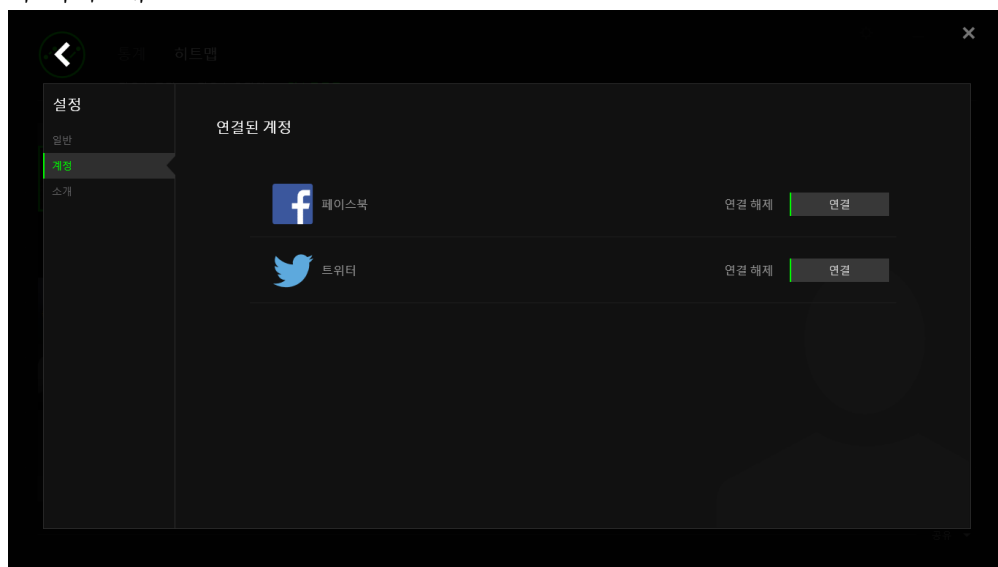 통계 히트맵
설정
일반
계정
소개
연결된 계정
페이스북 연결 해제 연결
트위터 연결 해제 연결